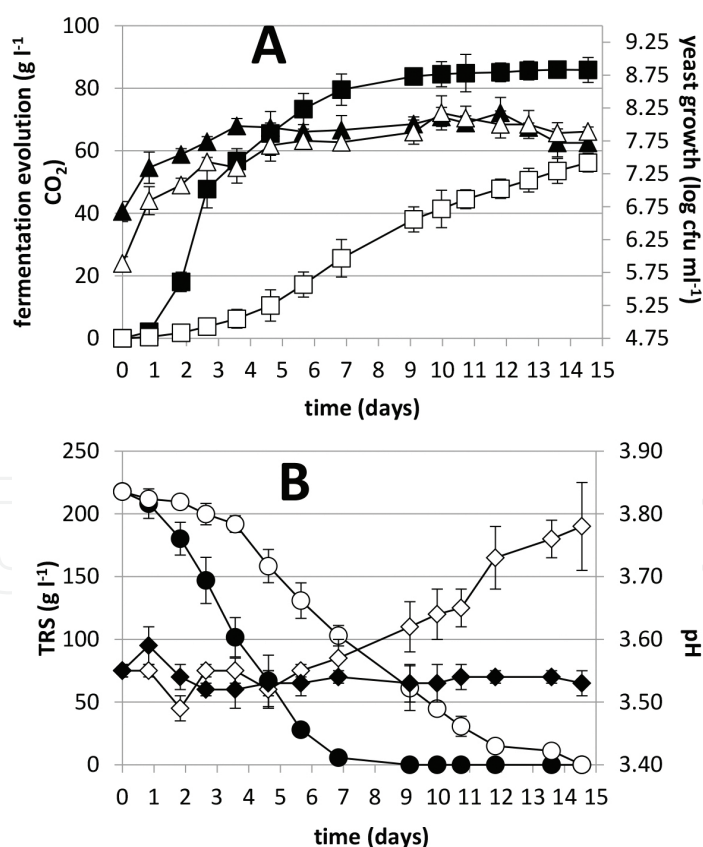 A
fermentation evolution (g l-1
CO2)
100
80
60
40
20
0
9.25
8.75
8.25
7.75
7.25
6.75
6.25
5.75
5.25
4.75
yeast growth (log cfu ml-1)
0 1 2 3 4 5 6 7 8 9 10 11 12 13 14 15
time (days)
B
TRS (g l-1)
250
200
150
100
50
0
3.90
3.80
3.70
3.60
3.50
3.40
pH
0 1 2 3 4 5 6 7 8 9 10 11 12 13 14 15
time (days)